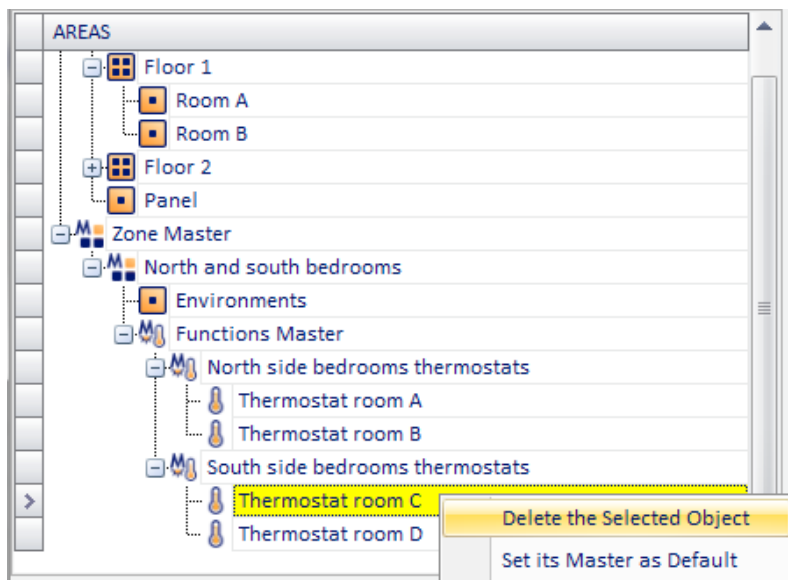 AREAS
Floor 1
Room A
Room B
Floor 2
Panel
Zone Master
North and south bedrooms
Environments
Functions Master
North side bedrooms thermostats
Thermostat room A
Thermostat room B
South side bedrooms thermostats
Thermostat room C
Delete the Selected Object
Thermostat room D
Set its Master as Default